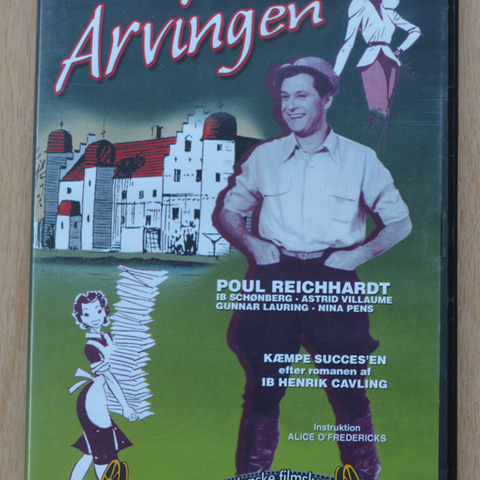 Arvingen
POUL REICHHARDT
IB SCHØNBERG · ASTRID VILLAUME
GUNNAR LAURING · NINA PENS
KÆMPE SUCCES'EN
efter romanen af
IB HENRIK CAVLING
Instruktion
ALICE O'FREDERICKS